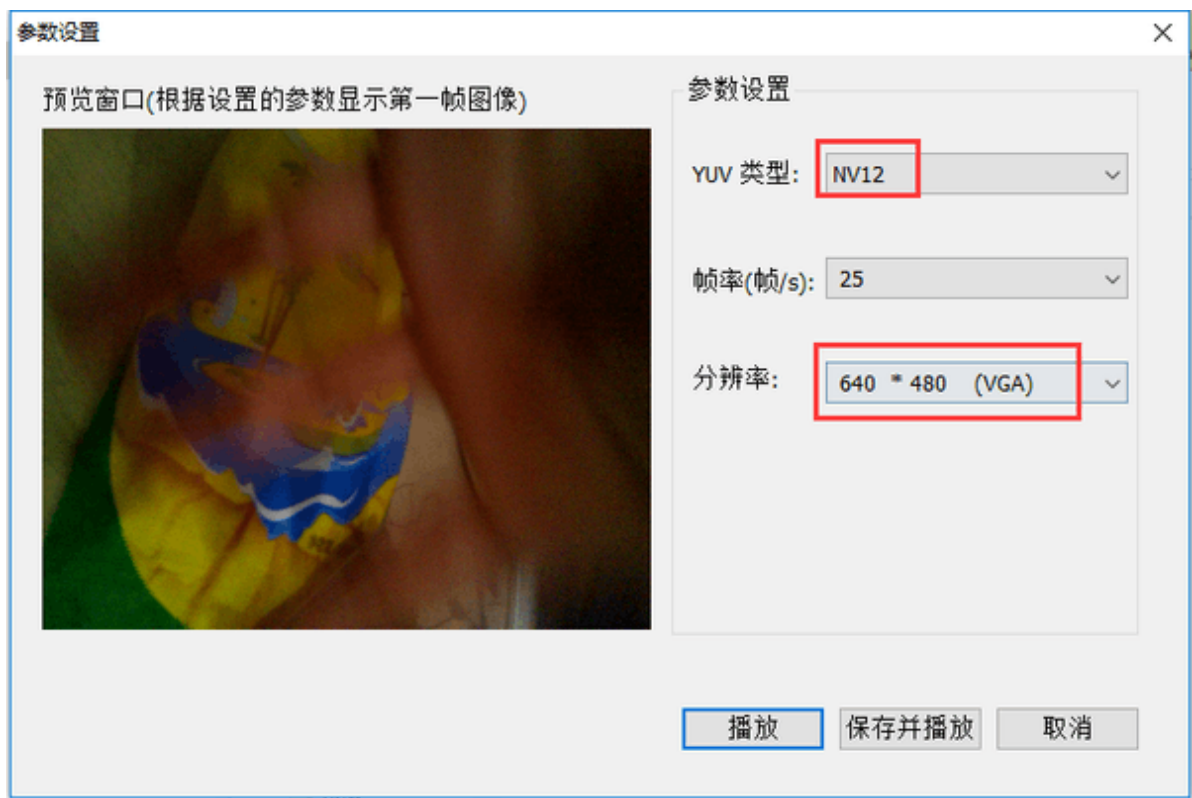 参数设置
预览窗口(根据设置的参数显示第一帧图像)
参数设置
YUV 类型: NV12
帧率(帧/s): 25
分辨率: 640 * 480 (VGA)
播放 保存并播放 取消